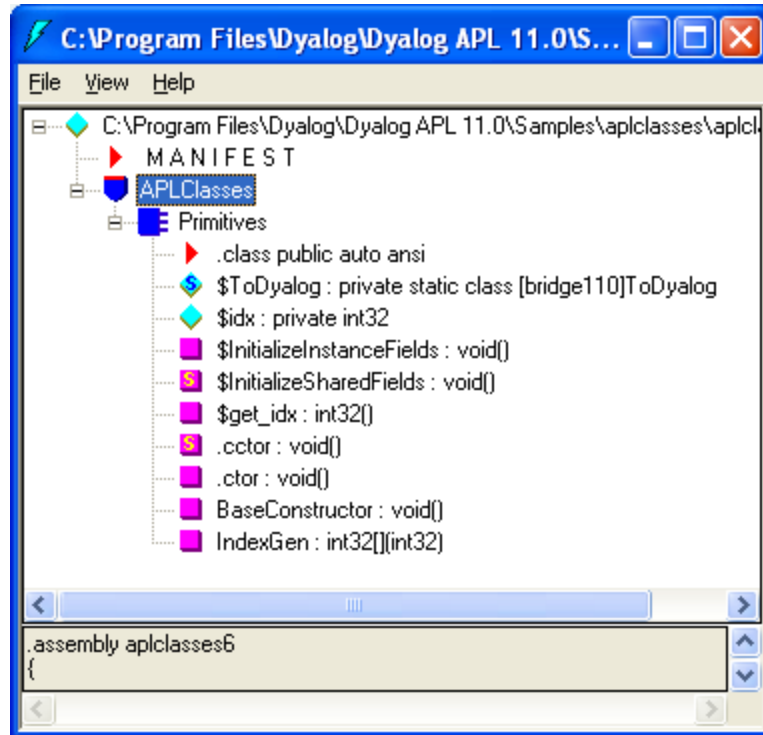 C:\Program Files\Dyalog\Dyalog APL 11.0\S...
File View Help
C:\Program Files\Dyalog\Dyalog APL 11.0\Samples\aplclasses\aplcl
M A N I F E S T
APLClasses
Primitives
.class public auto ansi
$ToDyalog : private static class [bridge110]ToDyalog
$idx : private int32
$InitializeInstanceFields : void()
S $InitializeSharedFields : void()
$get_idx : int32()
S .cctor : void()
.ctor : void()
BaseConstructor : void()
IndexGen : int32[](int32)
.assembly aplclasses6
{